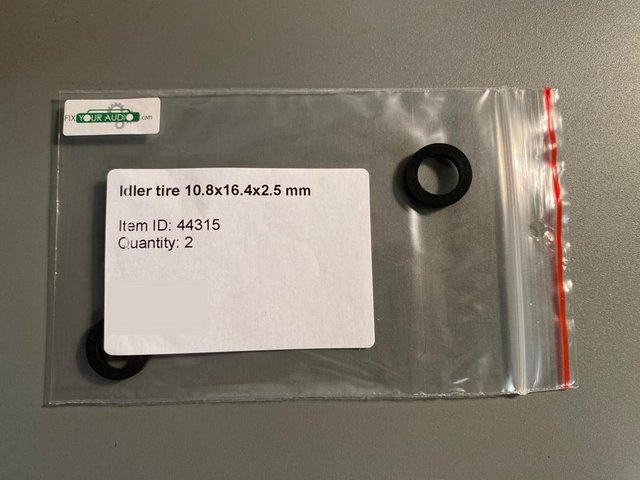 FIX YOUR AUDIO .com
Idler tire 10.8x16.4x2.5 mm
Item ID: 44315
Quantity: 2